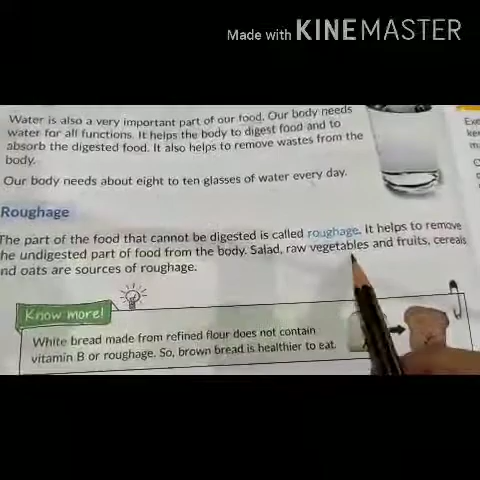 Made with KINEMASTER
Water is also a very important part of our food. Our body needs
water for all functions. It helps the body to digest food and to
absorb the digested food. It also helps to remove wastes from the
body.
Our body needs about eight to ten glasses of water every day.
Roughage
The part of the food that cannot be digested is called roughage. It helps to remove
he undigested part of food from the body. Salad, raw vegetables and fruits, cereals
nd oats are sources of roughage.
Know more!
White bread made from refined flour does not contain
vitamin B or roughage. So, brown bread is healthier to eat.